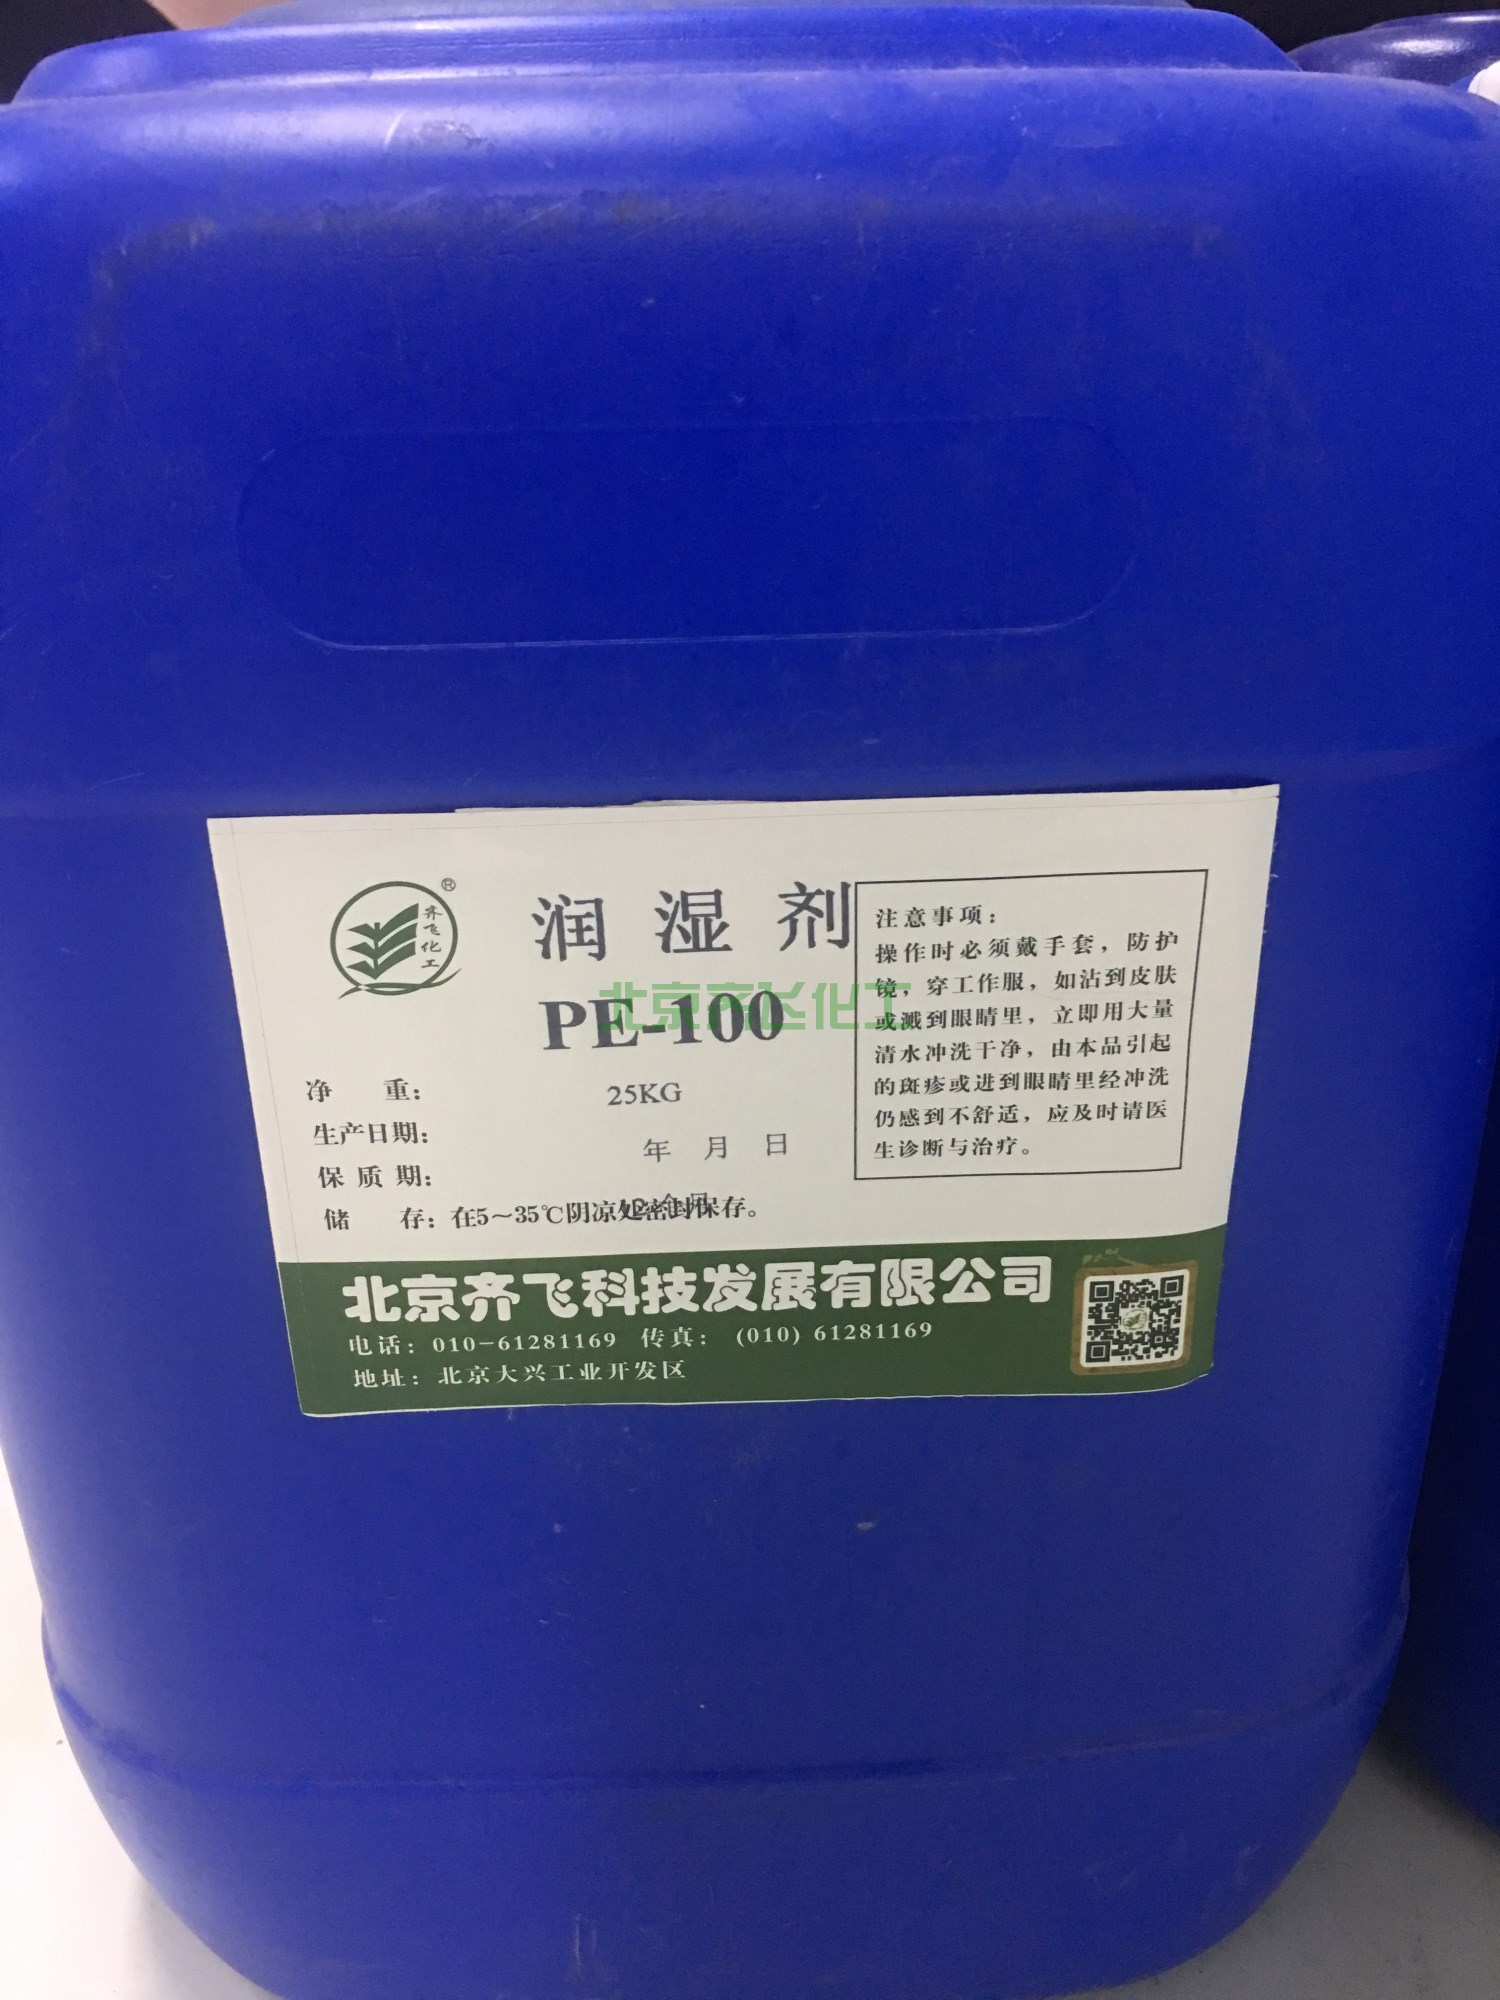 齐飞化工
®
润湿剂
PE-100
北京齐飞化工
净 重： 25KG
生产日期： 年 月 日
保质期： 12个月
储 存：在5～35℃阴凉处密封保存。
注意事项：
操作时必须戴手套，防护
镜，穿工作服，如沾到皮肤
或溅到眼睛里，立即用大量
清水冲洗干净，由本品引起
的斑疹或进到眼睛里经冲洗
仍感到不舒适，应及时请医
生诊断与治疗。
北京齐飞科技发展有限公司
电话：010-61281169 传真：(010) 61281169
地址：北京大兴工业开发区